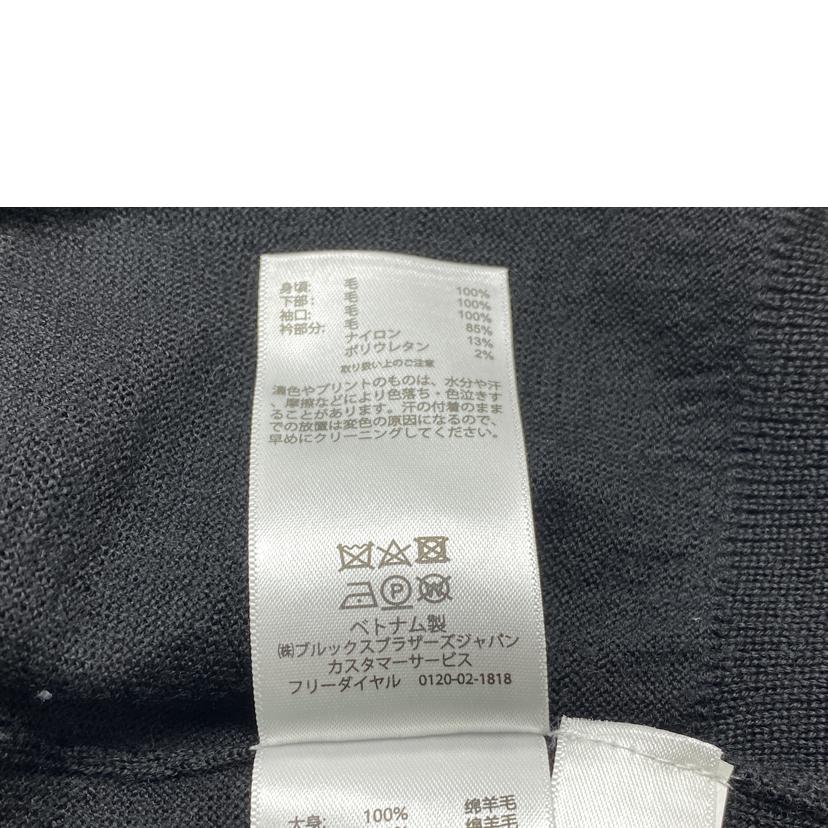 身頃: 毛 100%
下部: 毛 100%
袖口: 毛 100%
衿部分: 毛 85%
ナイロン 13%
ポリウレタン 2%
取り扱い上のご注意
濃色やプリントのものは、水分や汗
、摩擦などにより色落ち・色泣きす
ることがあります。汗の付着のまま
での放置は変色の原因になるので、
早めにクリーニングしてください。
P W
ベトナム製
㈱ブルックスブラザーズジャパン
カスタマーサービス
フリーダイヤル 0120-02-1818
大身: 100% 绵羊毛
绵羊毛